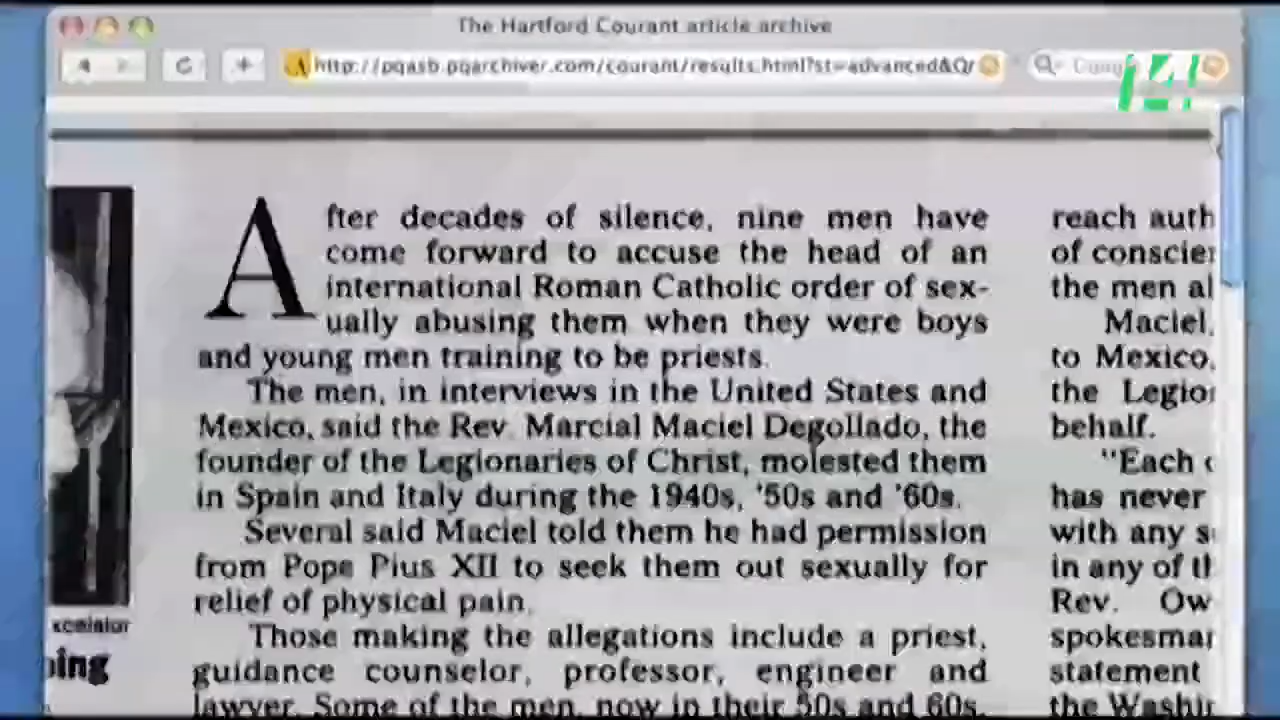 The Hartford Courant article archive
http://pqasb.pqarchiver.com/courant/results.html?st=advanced&Q
After decades of silence, nine men have
come forward to accuse the head of an
international Roman Catholic order of sex-
ually abusing them when they were boys
and young men training to be priests.
The men, in interviews in the United States and
Mexico, said the Rev. Marcial Maciel Degollado, the
founder of the Legionaries of Christ, molested them
in Spain and Italy during the 1940s, '50s and '60s.
Several said Maciel told them he had permission
from Pope Pius XII to seek them out sexually for
relief of physical pain.
Those making the allegations include a priest,
guidance counselor, professor, engineer and
lawyer. Some of the men, now in their 50s and 60s,
reach auth
of conscien
the men al
Maciel,
to Mexico,
the Legion
behalf.
"Each
has never
with any s
in any of th
Rev. Ow
spokesman
statement
the Washin
xcelsior
ping